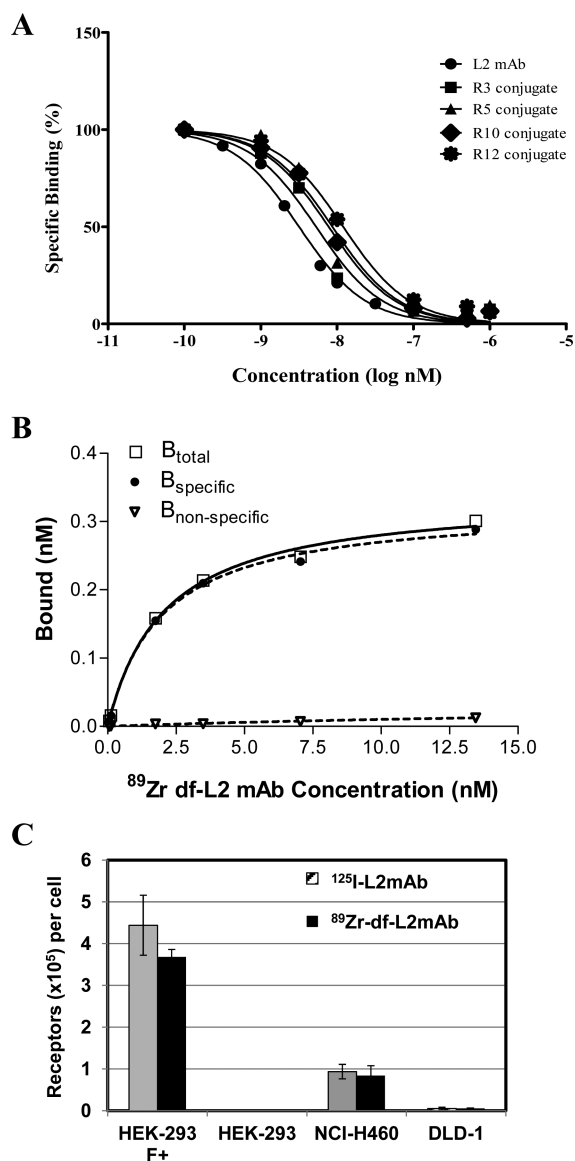 A
150
100
50
0
Specific Binding (%)
L2 mAb
R3 conjugate
R5 conjugate
R10 conjugate
R12 conjugate
-11 -10 -9 -8 -7 -6 -5
Concentration (log nM)
B
0.4
0.3
0.2
0.1
0.0
Bound (nM)
B total
B specific
B non-specific
0.0 2.5 5.0 7.5 10.0 12.5 15.0
89Zr df-L2 mAb Concentration (nM)
C
6
5
4
3
2
1
0
Receptors (x10⁵) per cell
¹²⁵I-L2mAb
⁸⁹Zr-df-L2mAb
HEK-293 HEK-293 NCI-H460 DLD-1
F+